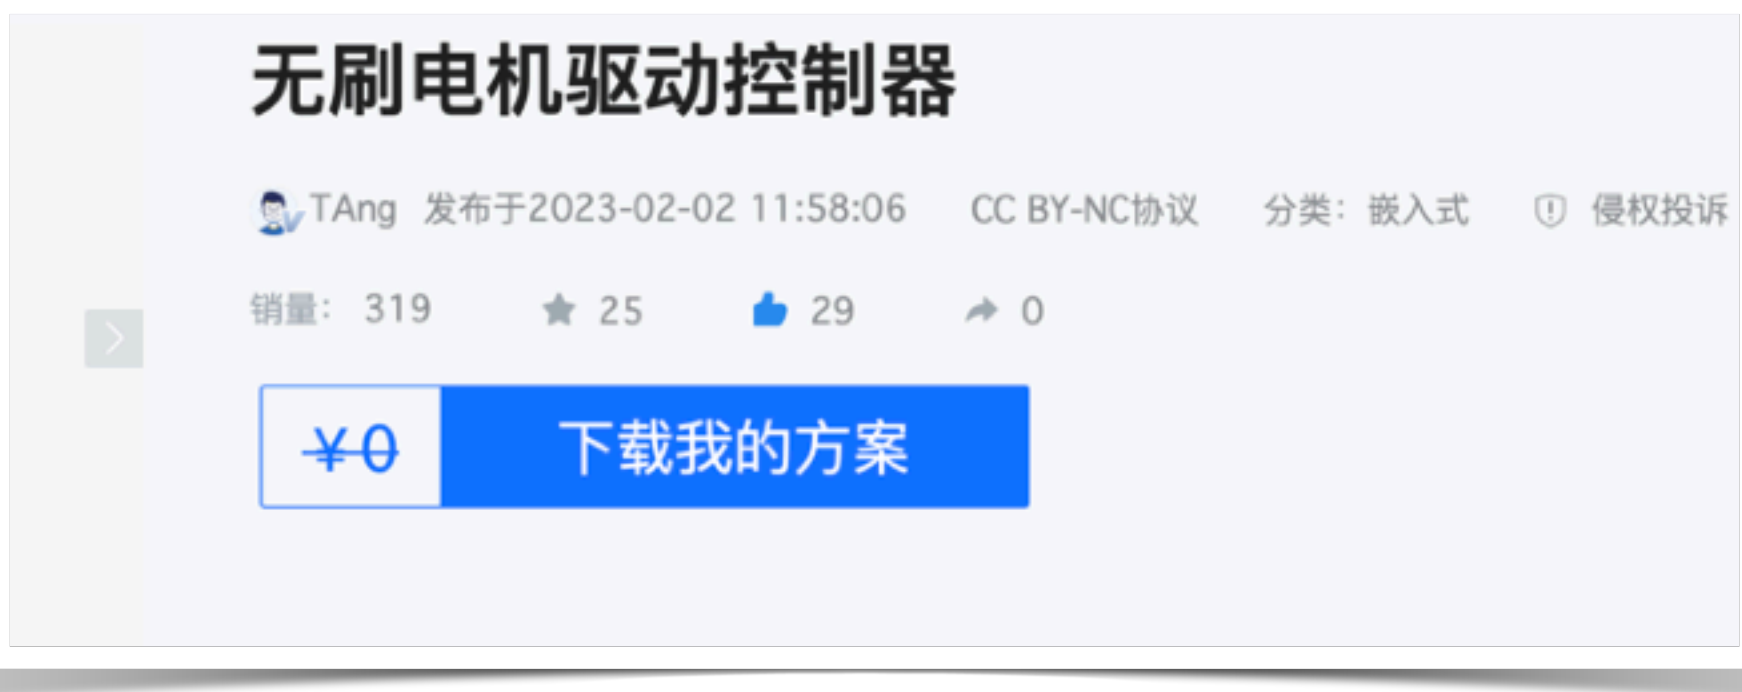 无刷电机驱动控制器
TAng 发布于2023-02-02 11:58:06 CC BY-NC协议 分类：嵌入式 侵权投诉
销量： 319 25 29 0
¥0 下载我的方案